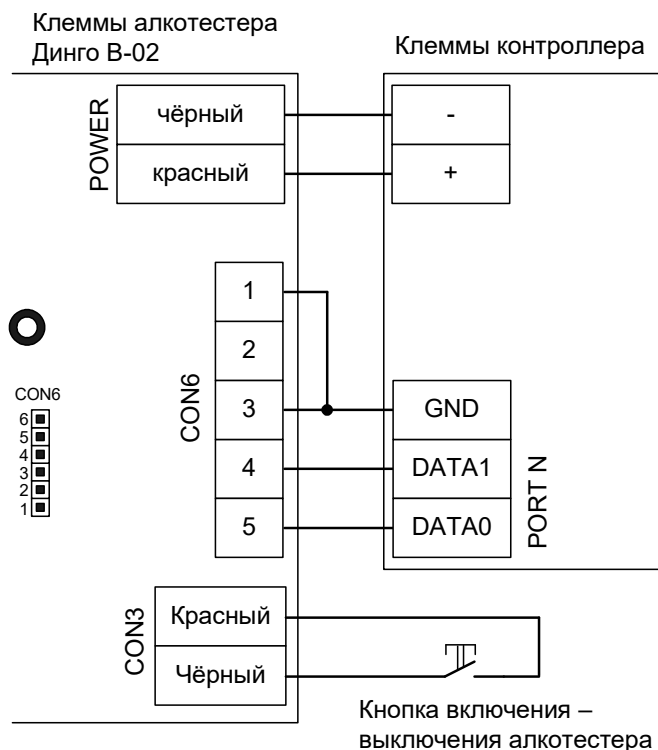 Клеммы алкотестера
Динго В-02
Клеммы контроллера
POWER
чёрный
красный
-
+
CON6
1
2
3
4
5
CON6
6
5
4
3
2
1
GND
DATA1
DATA0
PORT N
CON3
Красный
Чёрный
Кнопка включения –
выключения алкотестера